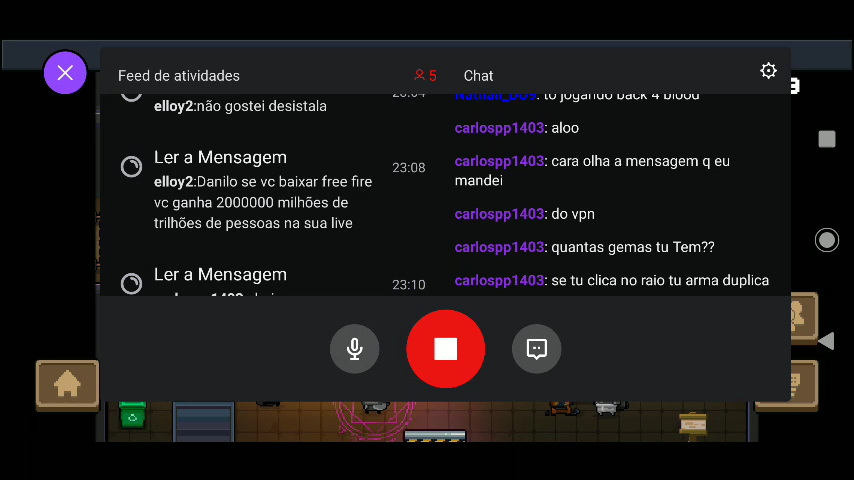 Feed de atividades
5
Chat
elloy2:não gostei desistala
Ler a Mensagem
23:08
elloy2:Danilo se vc baixar free fire
vc ganha 2000000 milhões de
trilhões de pessoas na sua live
Ler a Mensagem
23:10
to jogando back 4 blood
carlospp1403: aloo
carlospp1403: cara olha a mensagem q eu
mandei
carlospp1403: do vpn
carlospp1403: quantas gemas tu Tem??
carlospp1403: se tu clica no raio tu arma duplica